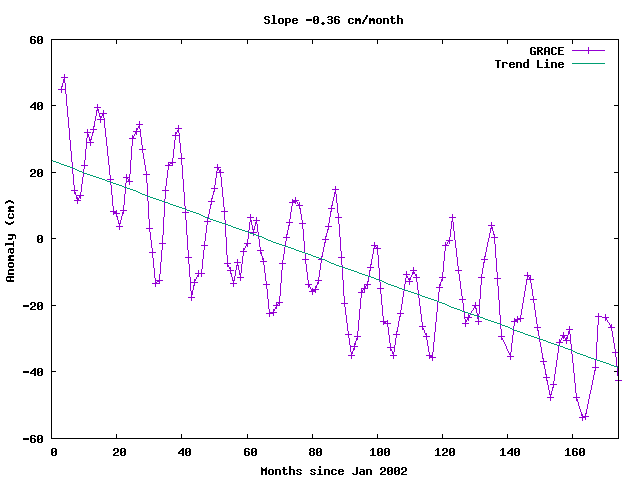 Slope -0.36 cm/month
GRACE
Trend Line
60
40
20
0
-20
-40
-60
Anomaly (cm)
0 20 40 60 80 100 120 140 160
Months since Jan 2002